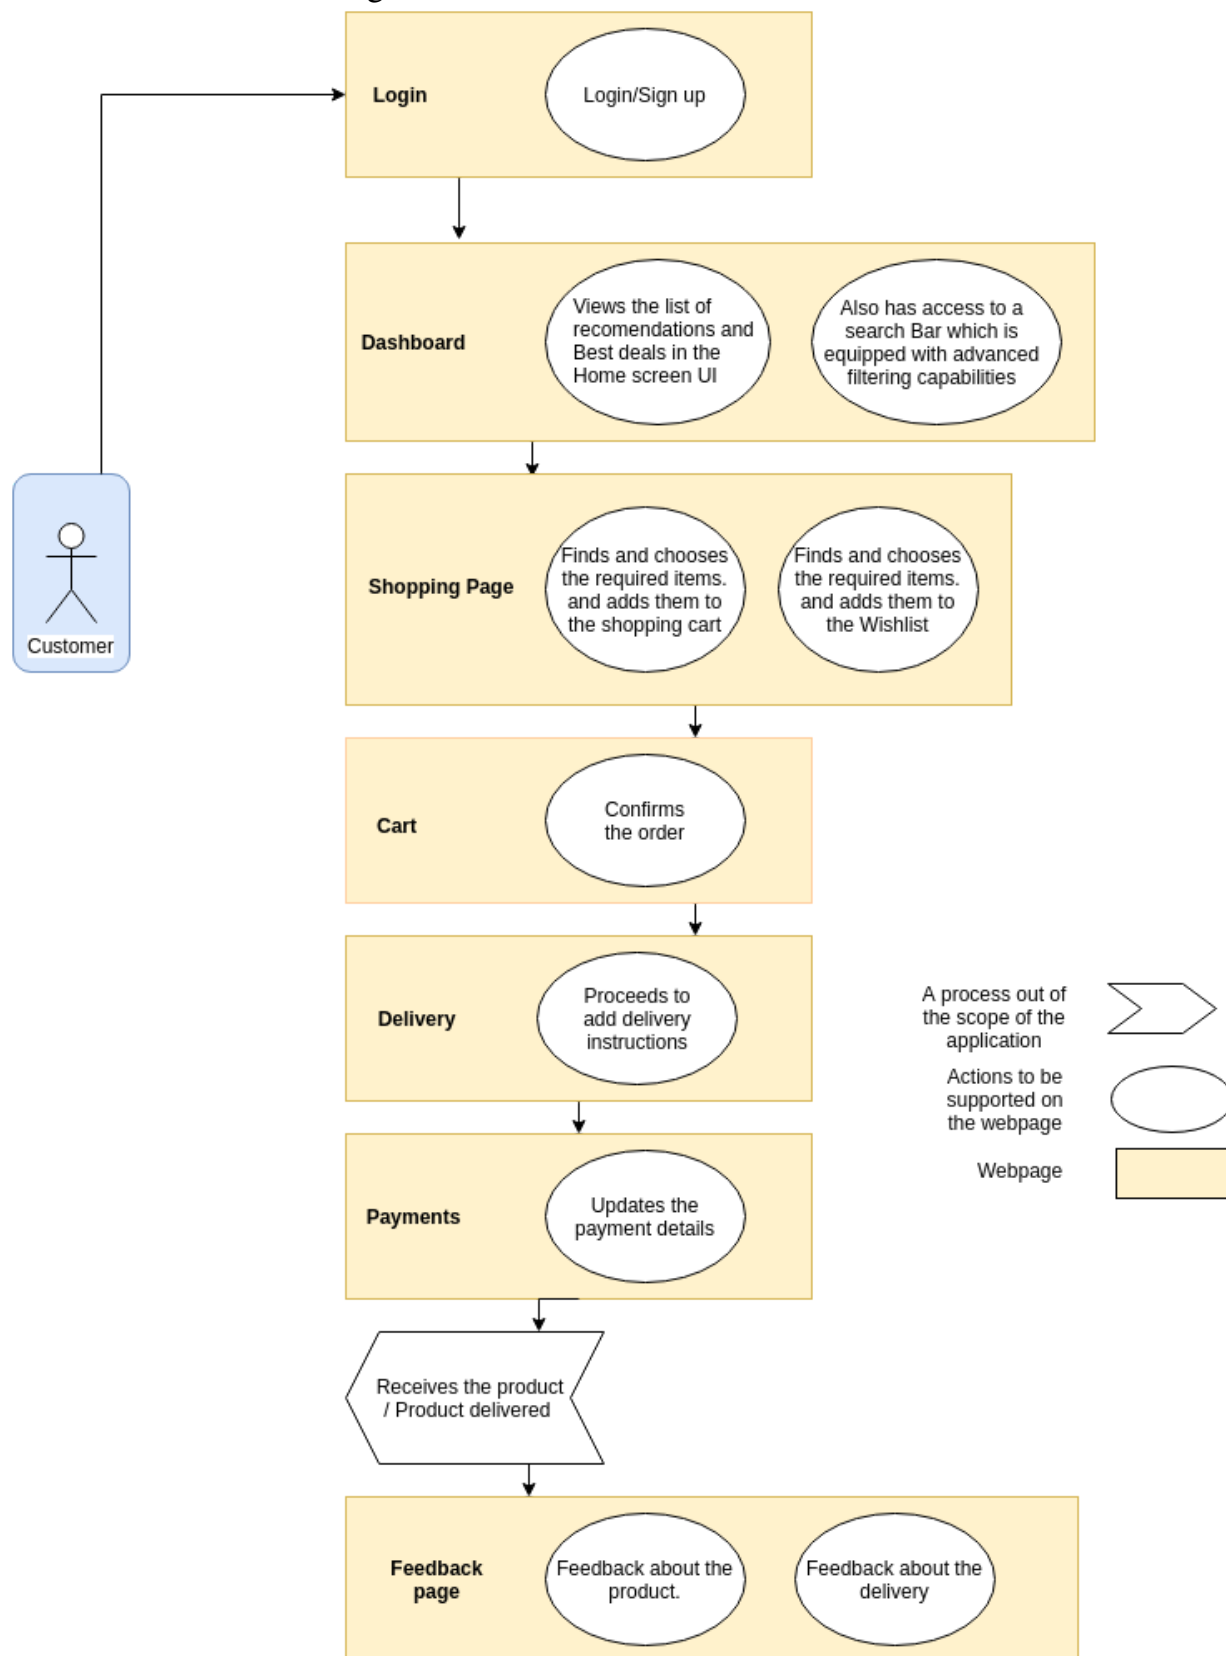 Login
Login/Sign up
Dashboard
Views the list of
recomendations and
Best deals in the
Home screen UI
Also has access to a
search Bar which is
equipped with advanced
filtering capabilities
Customer
Shopping Page
Finds and chooses
the required items.
and adds them to
the shopping cart
Finds and chooses
the required items.
and adds them to
the Wishlist
Cart
Confirms
the order
Delivery
Proceeds to
add delivery
instructions
A process out of
the scope of the
application
Actions to be
supported on
the webpage
Webpage
Payments
Updates the
payment details
Receives the product
/ Product delivered
Feedback
page
Feedback about the
product.
Feedback about the
delivery